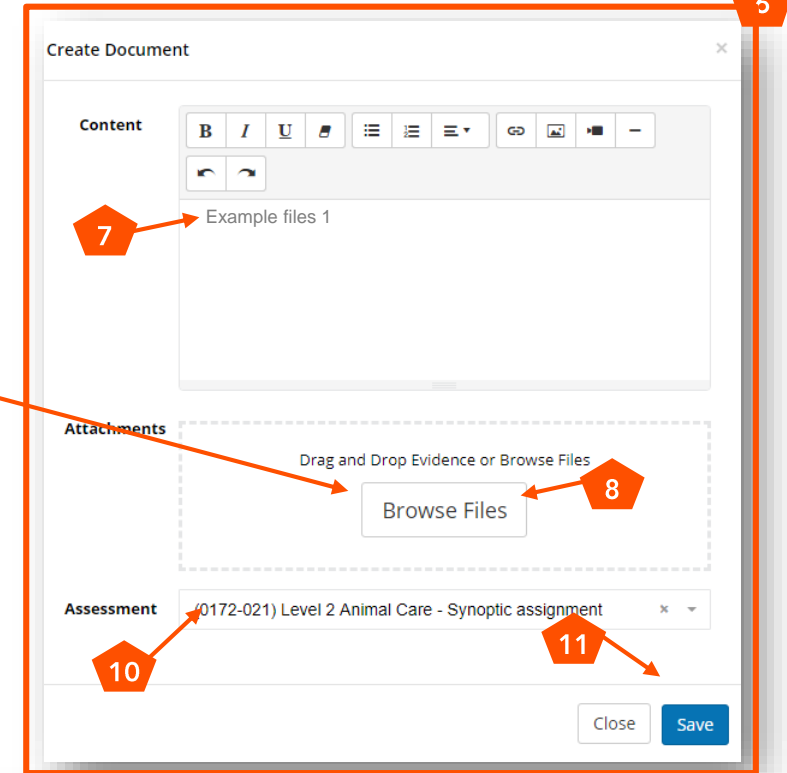 5
Create Document ×
Content
B I U
7
Example files 1
Attachments
Drag and Drop Evidence or Browse Files
8
Browse Files
Assessment
(0172-021) Level 2 Animal Care - Synoptic assignment ×
10
11
Close Save